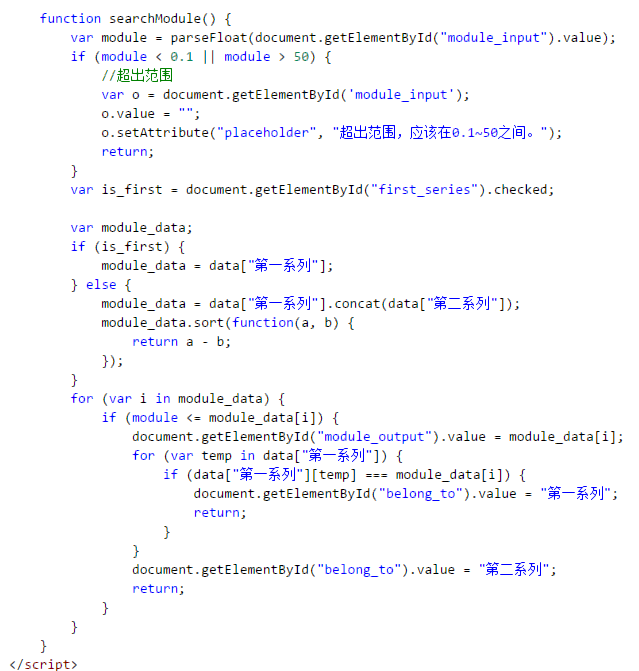 function searchModule() {
var module = parseFloat(document.getElementById("module_input").value);
if (module < 0.1 || module > 50) {
//超出范围
var o = document.getElementById('module_input');
o.value = "";
o.setAttribute("placeholder", "超出范围，应该在0.1~50之间。");
return;
}
var is_first = document.getElementById("first_series").checked;
var module_data;
if (is_first) {
module_data = data["第一系列"];
} else {
module_data = data["第一系列"].concat(data["第二系列"]);
module_data.sort(function(a, b) {
return a - b;
});
}
for (var i in module_data) {
if (module <= module_data[i]) {
document.getElementById("module_output").value = module_data[i];
for (var temp in data["第一系列"]) {
if (data["第一系列"][temp] === module_data[i]) {
document.getElementById("belong_to").value = "第一系列";
return;
}
}
document.getElementById("belong_to").value = "第二系列";
return;
}
}
}
</script>